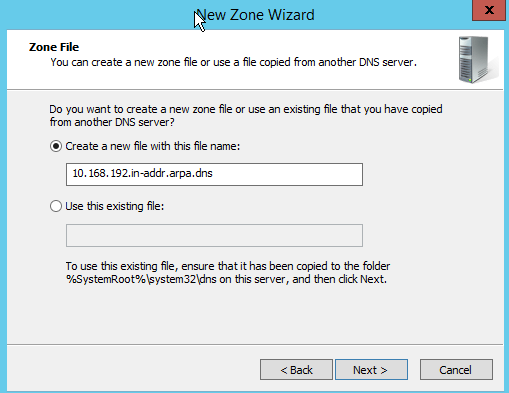 New Zone Wizard
X
Zone File
You can create a new zone file or use a file copied from another DNS server.
Do you want to create a new zone file or use an existing file that you have copied
from another DNS server?
Create a new file with this file name:
10.168.192.in-addr.arpa.dns
Use this existing file:
To use this existing file, ensure that it has been copied to the folder
%SystemRoot%\system32\dns on this server, and then click Next.
< Back Next > Cancel